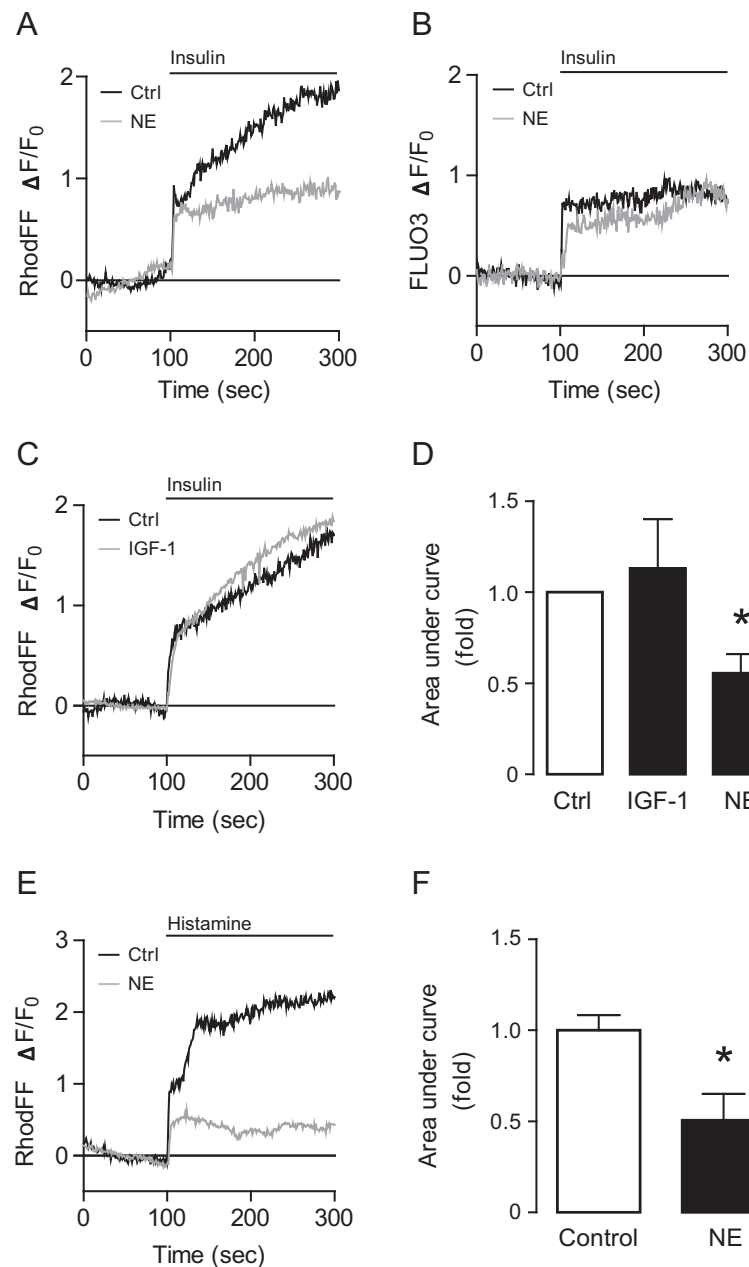 A
Insulin
Ctrl
NE
2
1
0
RhodFF ΔF/F0
0 100 200 300
Time (sec)
B
Insulin
Ctrl
NE
2
1
0
FLUO3 ΔF/F0
0 100 200 300
Time (sec)
C
Insulin
Ctrl
IGF-1
2
1
0
RhodFF ΔF/F0
0 100 200 300
Time (sec)
D
1.5
1.0
0.5
0
Area under curve
(fold)
*
Ctrl IGF-1 NE
E
Histamine
Ctrl
NE
3
2
1
0
RhodFF ΔF/F0
0 100 200 300
Time (sec)
F
1.5
1.0
0.5
0
Area under curve
(fold)
*
Control NE